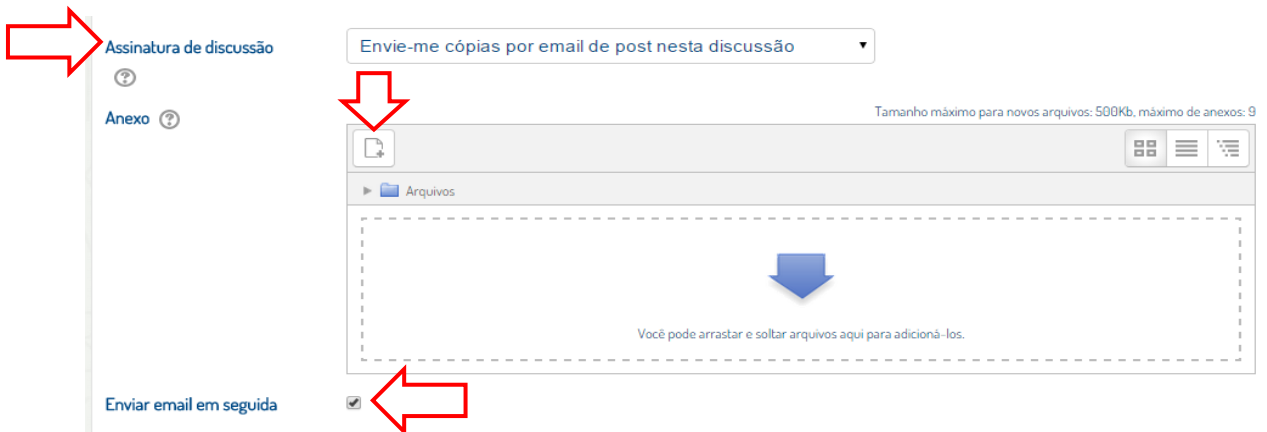 Assinatura de discussão
Envie-me cópias por email de post nesta discussão
Anexo
Tamanho máximo para novos arquivos: 500Kb, máximo de anexos: 9
Arquivos
Você pode arrastar e soltar arquivos aqui para adicioná-los.
Enviar email em seguida